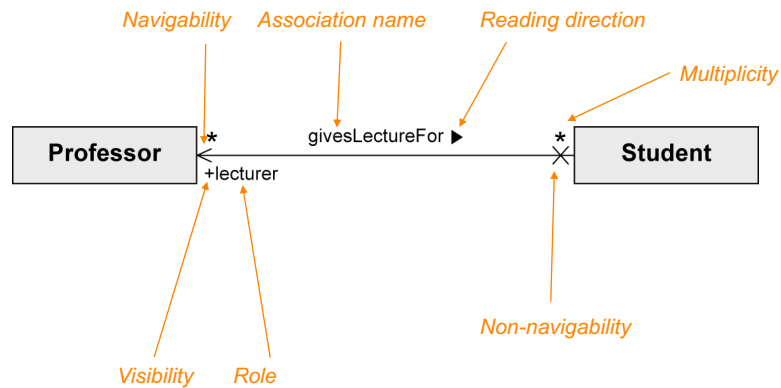 Navigability Association name Reading direction
Multiplicity
* givesLectureFor ▶ *
Professor Student
+lecturer
Non-navigability
Visibility Role